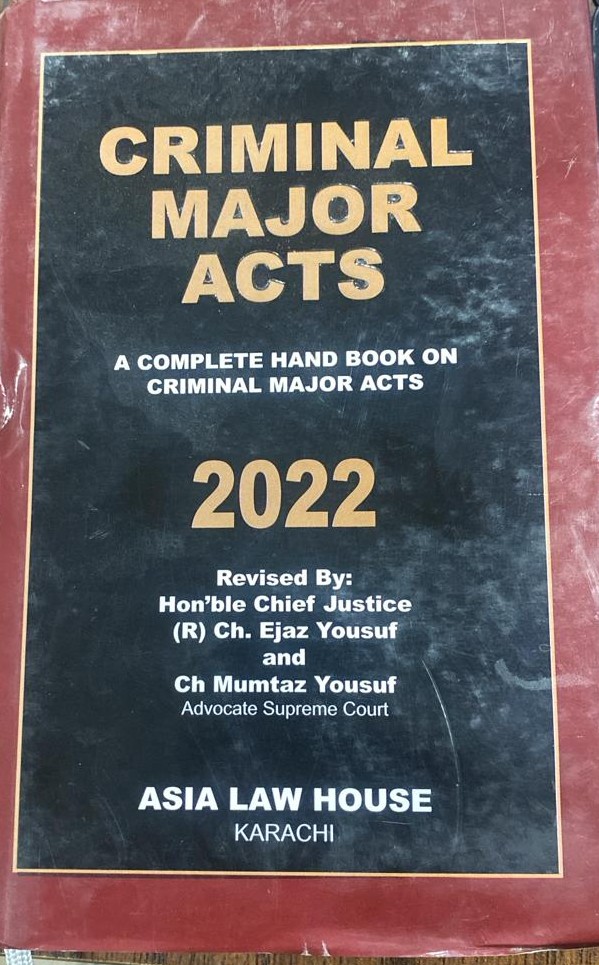 CRIMINAL
MAJOR
ACTS
A COMPLETE HAND BOOK ON
CRIMINAL MAJOR ACTS
2022
Revised By:
Hon'ble Chief Justice
(R) Ch. Ejaz Yousuf
and
Ch Mumtaz Yousuf
Advocate Supreme Court
ASIA LAW HOUSE
KARACHI